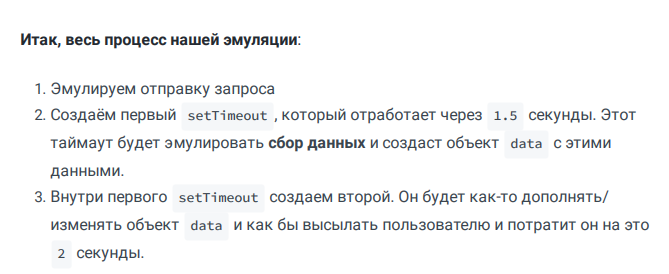 Итак, весь процесс нашей эмуляции:
1. Эмулируем отправку запроса
2. Создаём первый setTimeout, который отработает через 1.5 секунды. Этот
таймаут будет эмулировать сбор данных и создаст объект data с этими
данными.
3. Внутри первого setTimeout создаем второй. Он будет как-то дополнять/
изменять объект data и как бы высылать пользователю и потратит он на это
2 секунды.